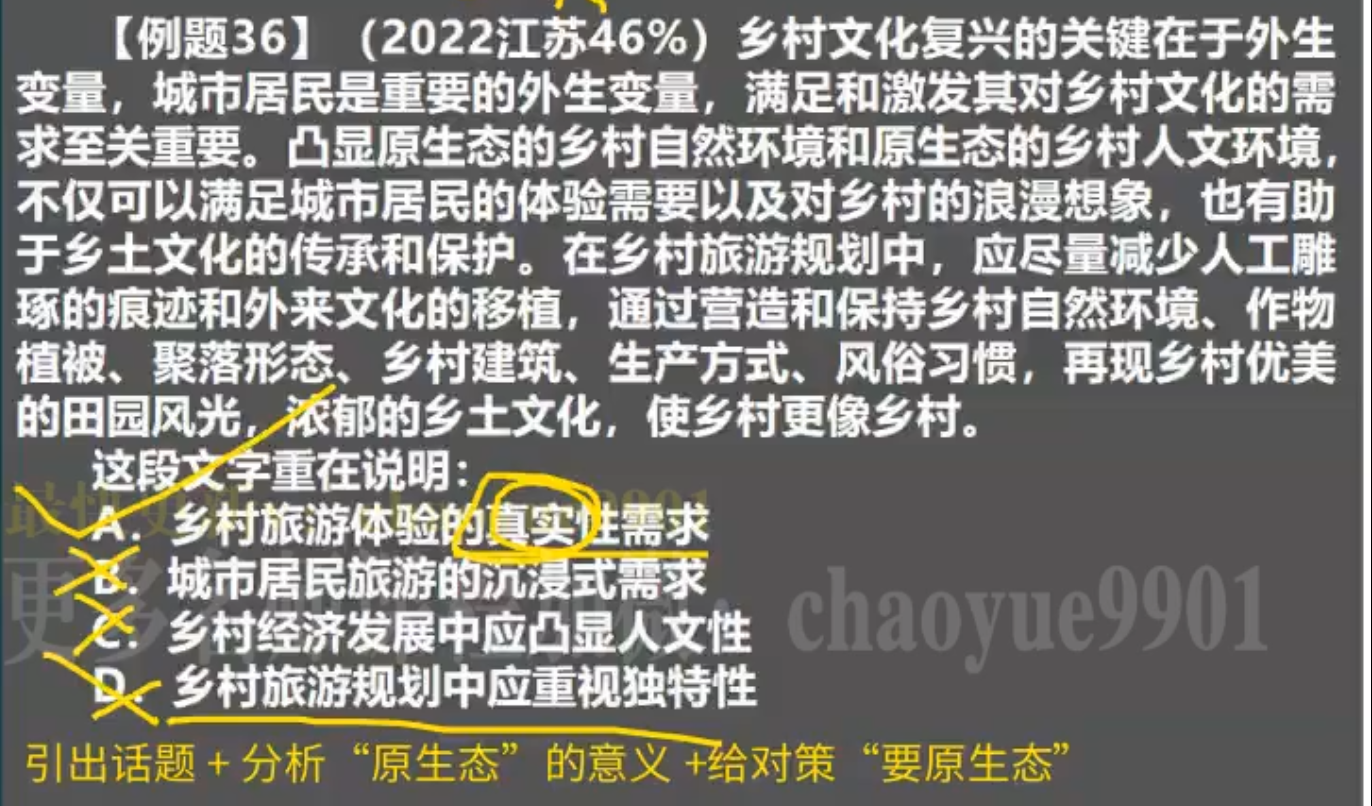 【例题36】（2022江苏46%）乡村文化复兴的关键在于外生
变量，城市居民是重要的外生变量，满足和激发其对乡村文化的需
求至关重要。凸显原生态的乡村自然环境和原生态的乡村人文环境，
不仅可以满足城市居民的体验需要以及对乡村的浪漫想象，也有助
于乡土文化的传承和保护。在乡村旅游规划中，应尽量减少人工雕
琢的痕迹和外来文化的移植，通过营造和保持乡村自然环境、作物
植被、聚落形态、乡村建筑、生产方式、风俗习惯，再现乡村优美
的田园风光，浓郁的乡土文化，使乡村更像乡村。
这段文字重在说明：
A．乡村旅游体验的真实性需求
B．城市居民旅游的沉浸式需求
C．乡村经济发展中应凸显人文性
D．乡村旅游规划中应重视独特性
chaoyue9901
引出话题 + 分析“原生态”的意义 +给对策“要原生态”